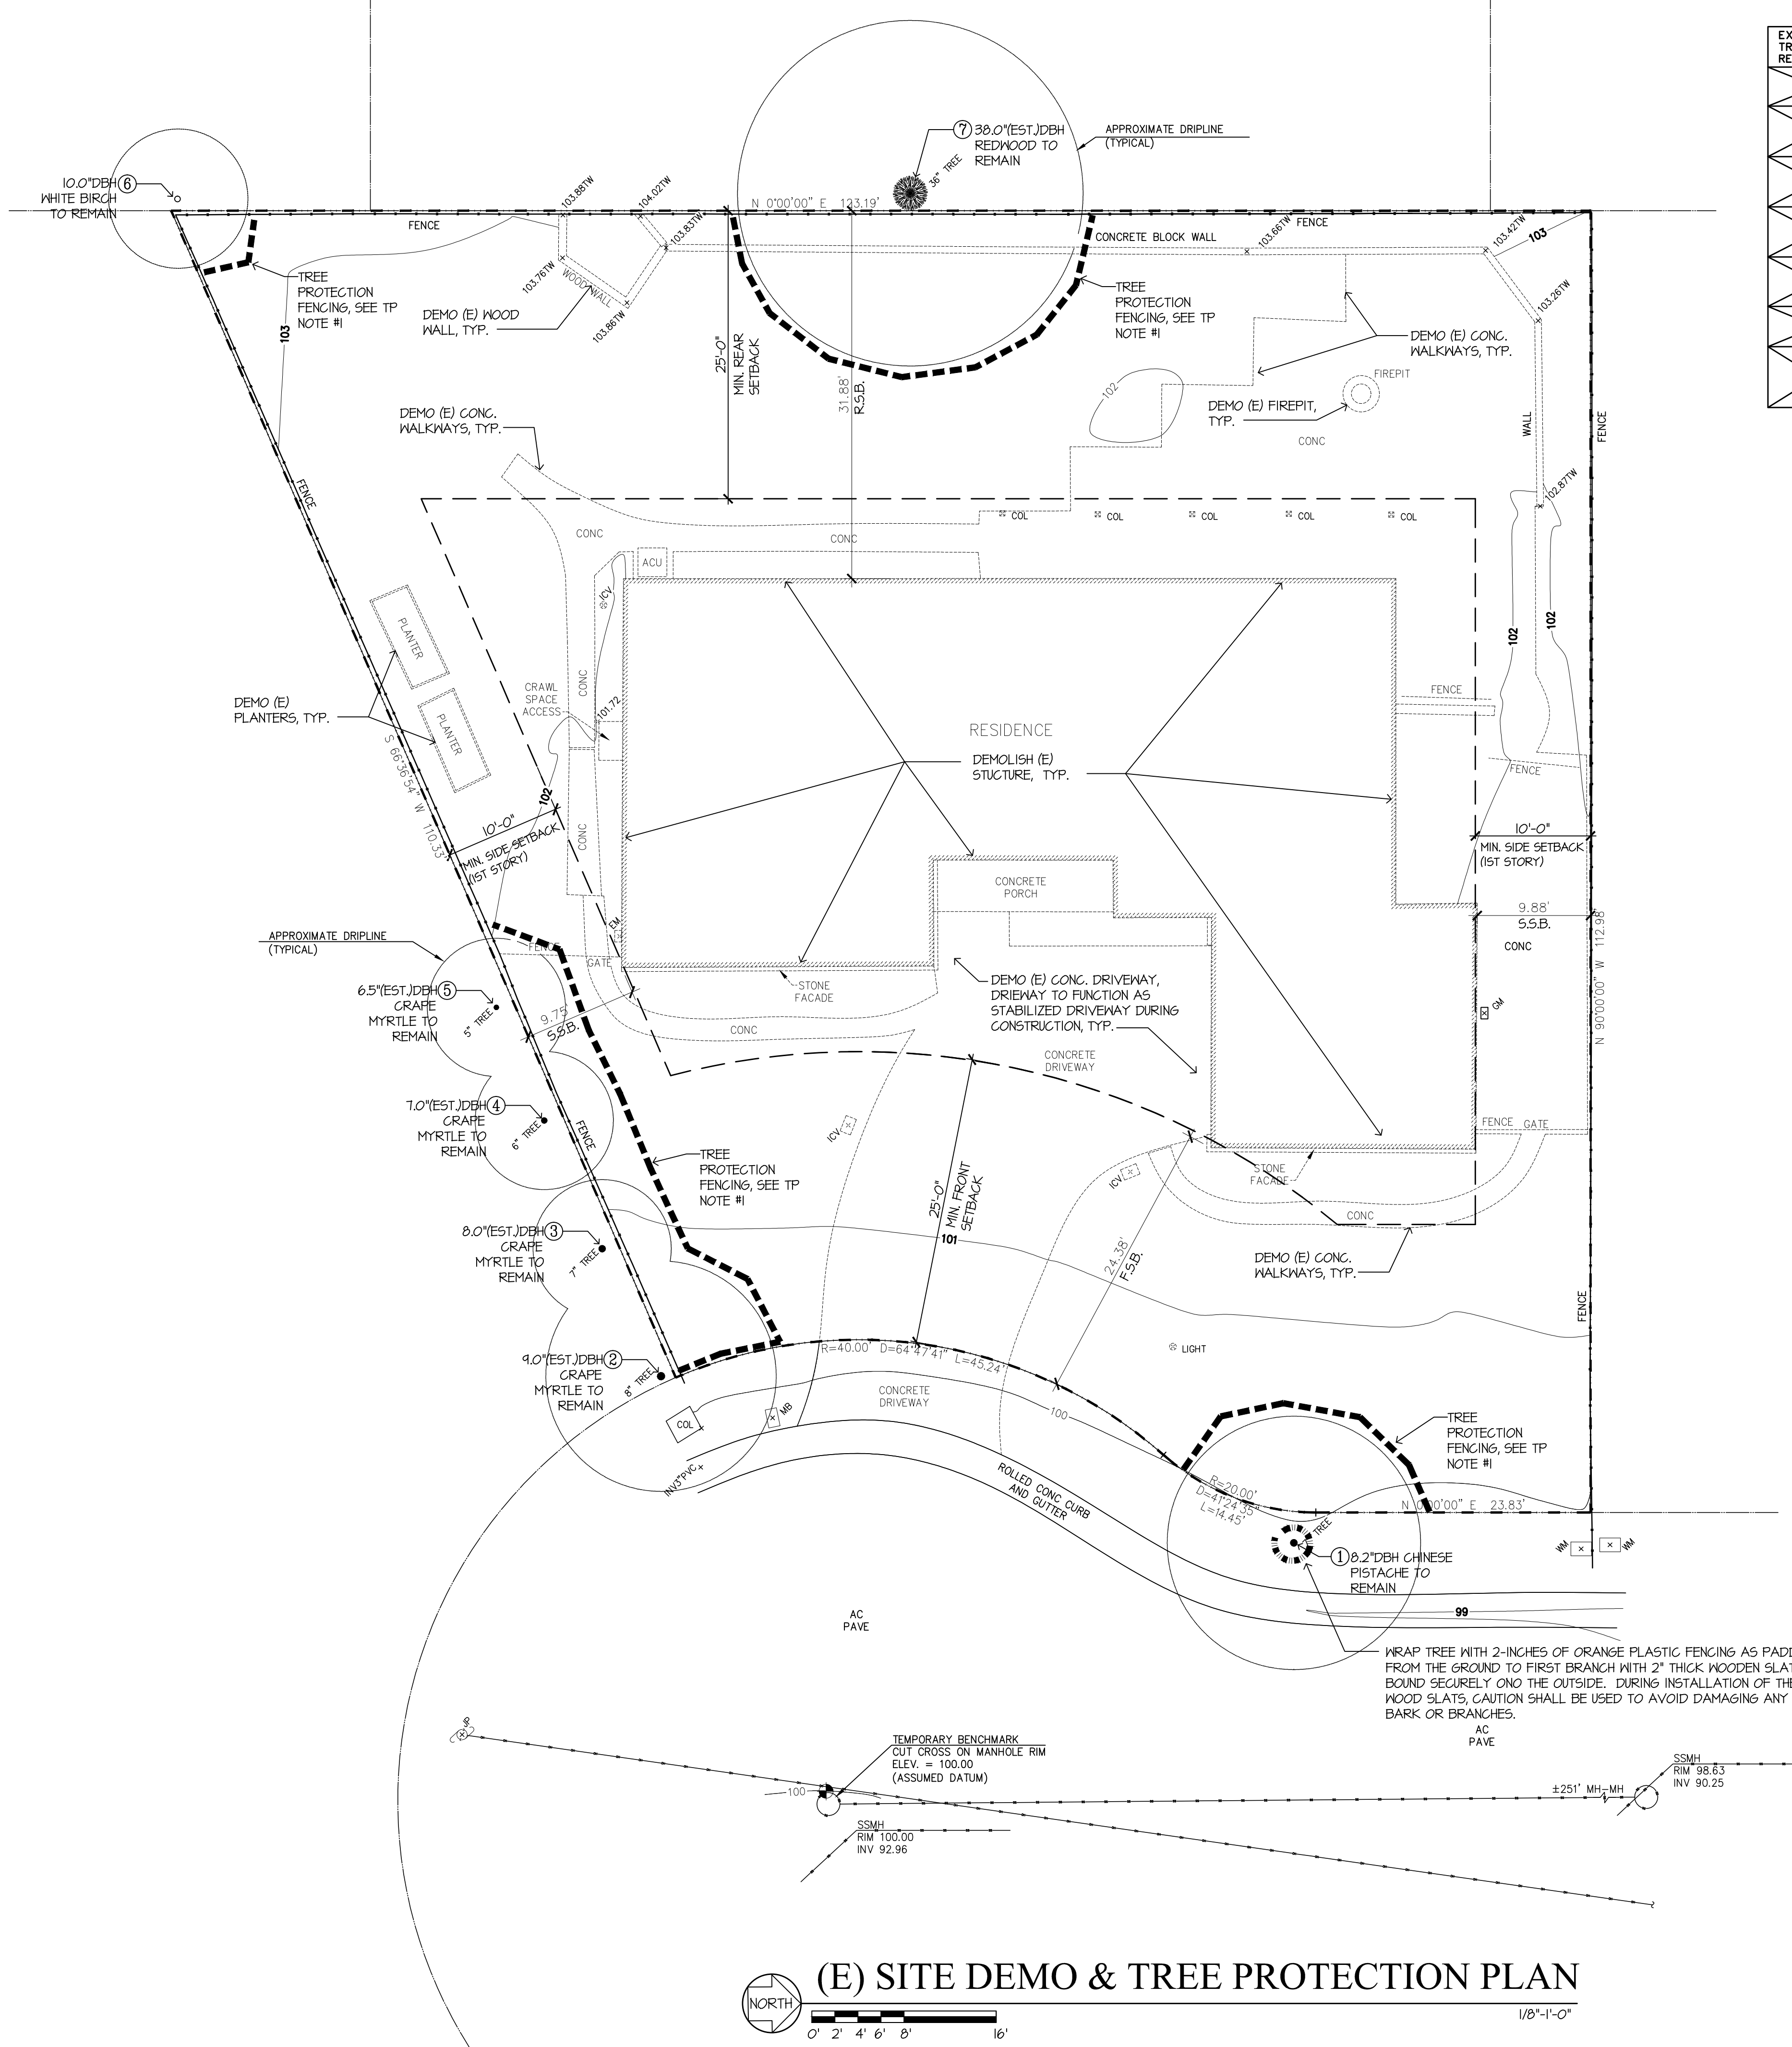 EX
TR
RE
⑦ 38.0"(EST.)DBH
REDWOOD TO
REMAIN
36" TREE
APPROXIMATE DRIPLINE
(TYPICAL)
10.0"DBH ⑥
WHITE BIRCH
TO REMAIN
103.88TW
104.02TW
103.83TW
N 0°00'00" E 123.19'
FENCE
FENCE
CONCRETE BLOCK WALL
103.66TW
103.42TW
103
103.76TW
WOOD WALL
103.86TW
103.26TW
TREE
PROTECTION
FENCING, SEE TP
NOTE #1
103
DEMO (E) WOOD
WALL, TYP.
25'-0"
MIN. REAR
SETBACK
31.88'
R.S.B.
TREE
PROTECTION
FENCING, SEE TP
NOTE #1
DEMO (E) CONC.
WALKWAYS, TYP.
FIREPIT
102
DEMO (E) FIREPIT,
TYP.
CONC
WALL
FENCE
DEMO (E) CONC.
WALKWAYS, TYP.
FENCE
102.87TW
COL
COL
COL
COL
COL
CONC
CONC
ACU
ICV
PLANTER
PLANTER
CONC
CRAWL
SPACE
ACCESS
101.72
102
102
DEMO (E)
PLANTERS, TYP.
FENCE
RESIDENCE
DEMOLISH (E)
STUCTURE, TYP.
FENCE
S 66°36'54" W 110.33'
102
10'-0"
MIN. SIDE SETBACK
(1ST STORY)
CONC
10'-0"
MIN. SIDE SETBACK
(1ST STORY)
CONCRETE
PORCH
9.88'
S.S.B.
CONC
N 90°00'00" W 112.98'
EM
APPROXIMATE DRIPLINE
(TYPICAL)
FENCE
GATE
STONE
FACADE
DEMO (E) CONC. DRIVEWAY,
DRIEWAY TO FUNCTION AS
STABILIZED DRIVEWAY DURING
CONSTRUCTION, TYP.
6.5"(EST.)DBH ⑤
CRAPE
MYRTLE TO
REMAIN
5" TREE
9.75'
S.S.B.
CONC
GM
CONCRETE
DRIVEWAY
7.0"(EST.)DBH ④
CRAPE
MYRTLE TO
REMAIN
6" TREE
FENCE
ICV
FENCE GATE
TREE
PROTECTION
FENCING, SEE TP
NOTE #1
25'-0"
MIN. FRONT
SETBACK
ICV
STONE
FACADE
CONC
8.0"(EST.)DBH ③
CRAPE
MYRTLE TO
REMAIN
7" TREE
101
24.38'
F.S.B.
DEMO (E) CONC.
WALKWAYS, TYP.
FENCE
9.0"(EST.)DBH ②
CRAPE
MYRTLE TO
REMAIN
8" TREE
R=40.00' D=64°47'41" L=45.24'
LIGHT
CONCRETE
DRIVEWAY
COL
MB
100
INV3"PVC
ROLLED CONC CURB
AND GUTTER
TREE
PROTECTION
FENCING, SEE TP
NOTE #1
R=20.00'
D=41°24'35"
L=14.45'
N 0°00'00" E 23.83'
TREE
① 8.2"DBH CHINESE
PISTACHE TO
REMAIN
WM
WM
99
AC
PAVE
WRAP TREE WITH 2-INCHES OF ORANGE PLASTIC FENCING AS PADD
FROM THE GROUND TO FIRST BRANCH WITH 2" THICK WOODEN SLAT
BOUND SECURELY ONO THE OUTSIDE. DURING INSTALLATION OF THE
WOOD SLATS, CAUTION SHALL BE USED TO AVOID DAMAGING ANY
BARK OR BRANCHES.
AC
PAVE
JP
TEMPORARY BENCHMARK
CUT CROSS ON MANHOLE RIM
ELEV. = 100.00
(ASSUMED DATUM)
100
SSMH
RIM 98.63
INV 90.25
±251' MH-MH
SSMH
RIM 100.00
INV 92.96
(E) SITE DEMO & TREE PROTECTION PLAN
NORTH
1/8"-1'-0"
0' 2' 4' 6' 8' 16'